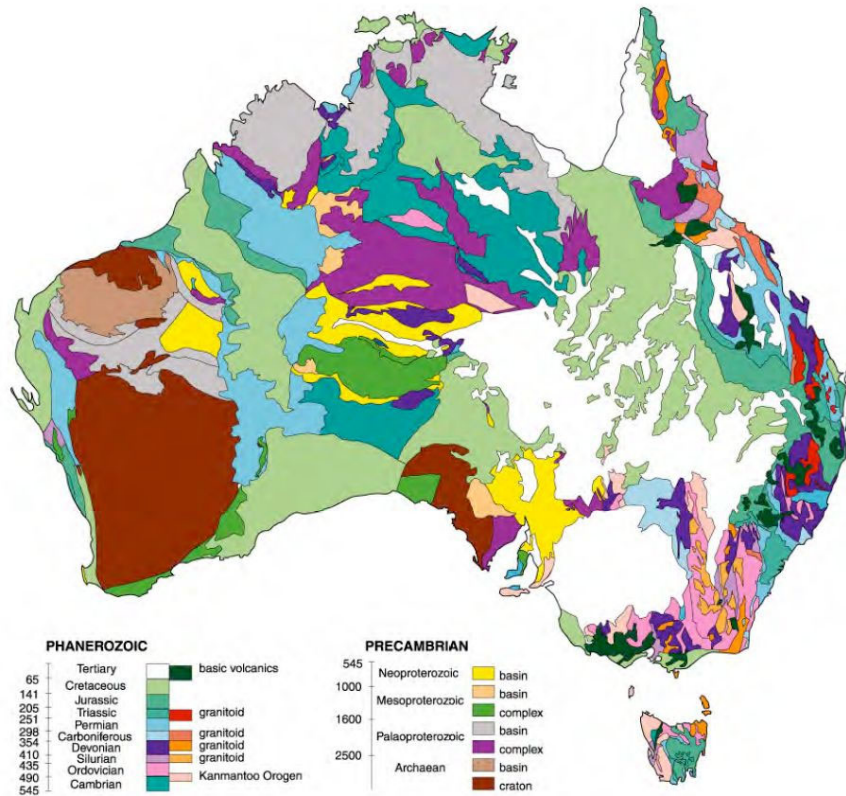 PHANEROZOIC
Tertiary
basic volcanics
65
Cretaceous
141
Jurassic
205
Triassic
granitoid
251
Permian
298
Carboniferous
granitoid
354
Devonian
granitoid
410
Silurian
granitoid
435
Ordovician
490
Kanmantoo Orogen
Cambrian
545
PRECAMBRIAN
545
Neoproterozoic
basin
1000
Mesoproterozoic
basin
complex
1600
Palaoproterozoic
basin
complex
2500
Archaean
basin
craton